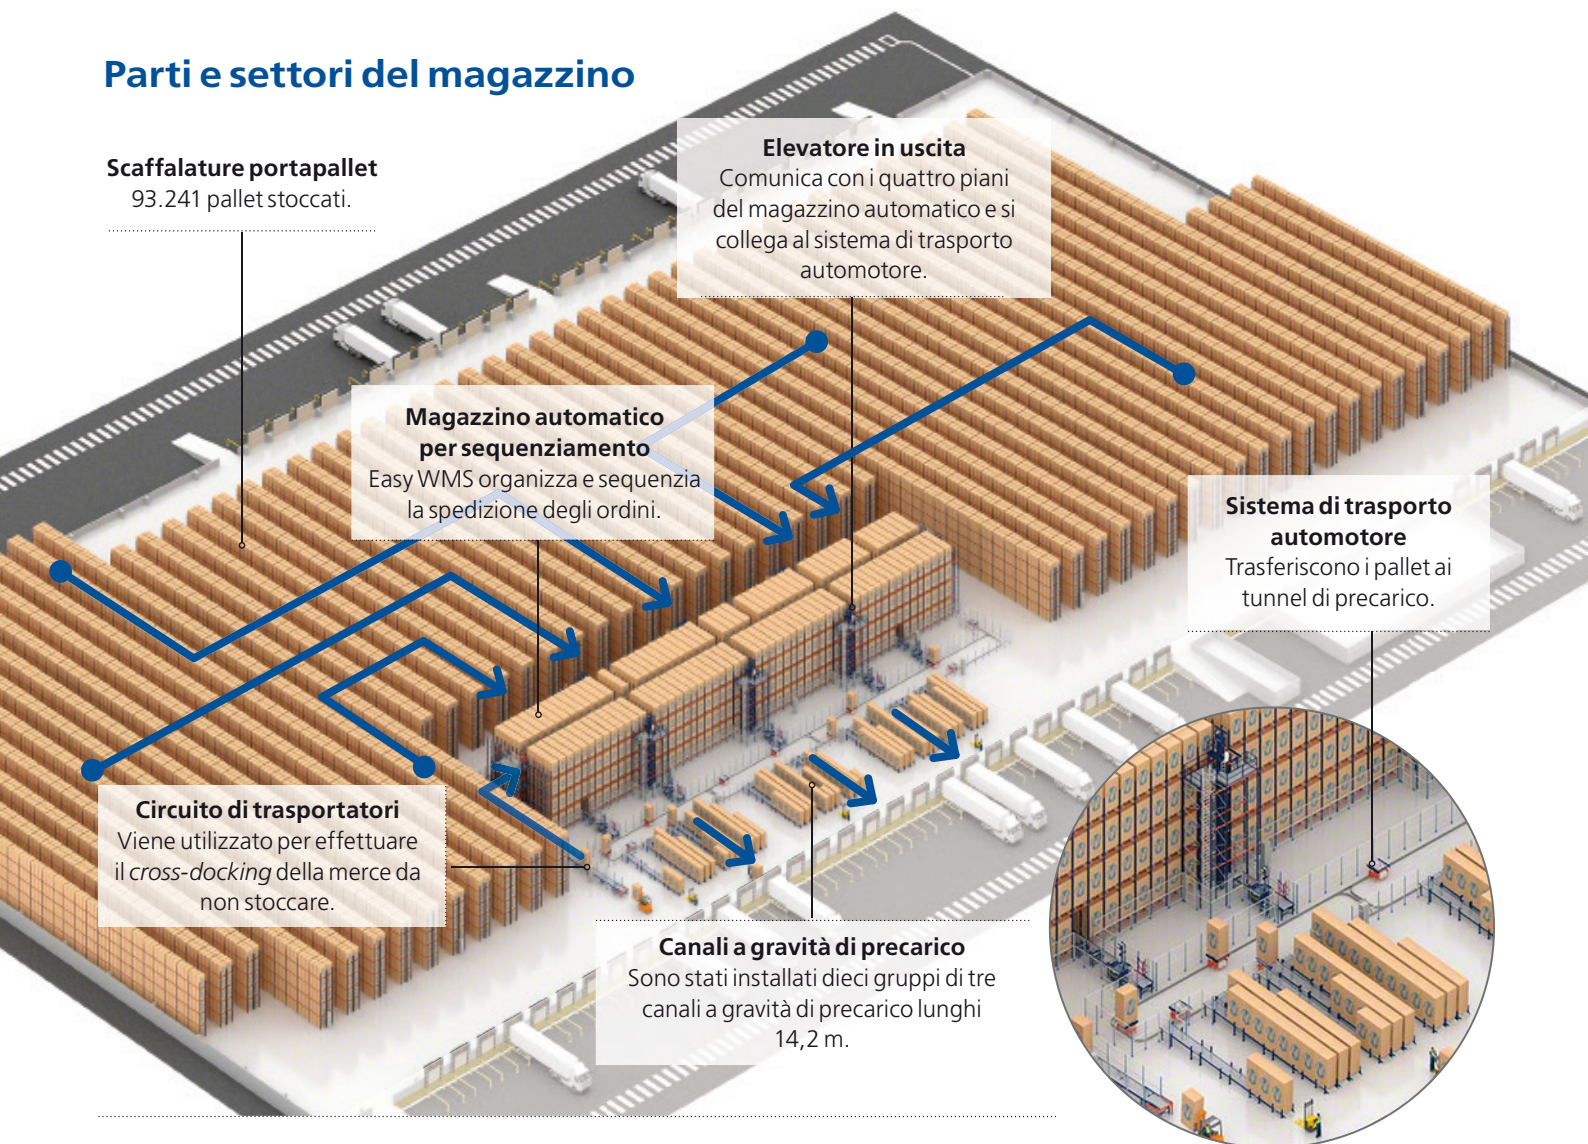 Parti e settori del magazzino
Scaffalature portapallet
93.241 pallet stoccati.
Elevatore in uscita
Comunica con i quattro piani
del magazzino automatico e si
collega al sistema di trasporto
automotore.
Magazzino automatico
per sequenziamento
Easy WMS organizza e sequenzia
la spedizione degli ordini.
Sistema di trasporto
automotore
Trasferiscono i pallet ai
tunnel di precarico.
Circuito di trasportatori
Viene utilizzato per effettuare
il cross-docking della merce da
non stoccare.
Canali a gravità di precarico
Sono stati installati dieci gruppi di tre
canali a gravità di precarico lunghi
14,2 m.